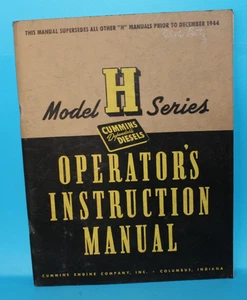 THIS MANUAL SUPERSEDES ALL OTHER "H" MANUALS PRIOR TO DECEMBER 1944
Model H Series
CUMMINS
Dependable
DIESELS
OPERATOR'S
INSTRUCTION
MANUAL
CUMMINS ENGINE COMPANY, INC. - COLUMBUS, INDIANA